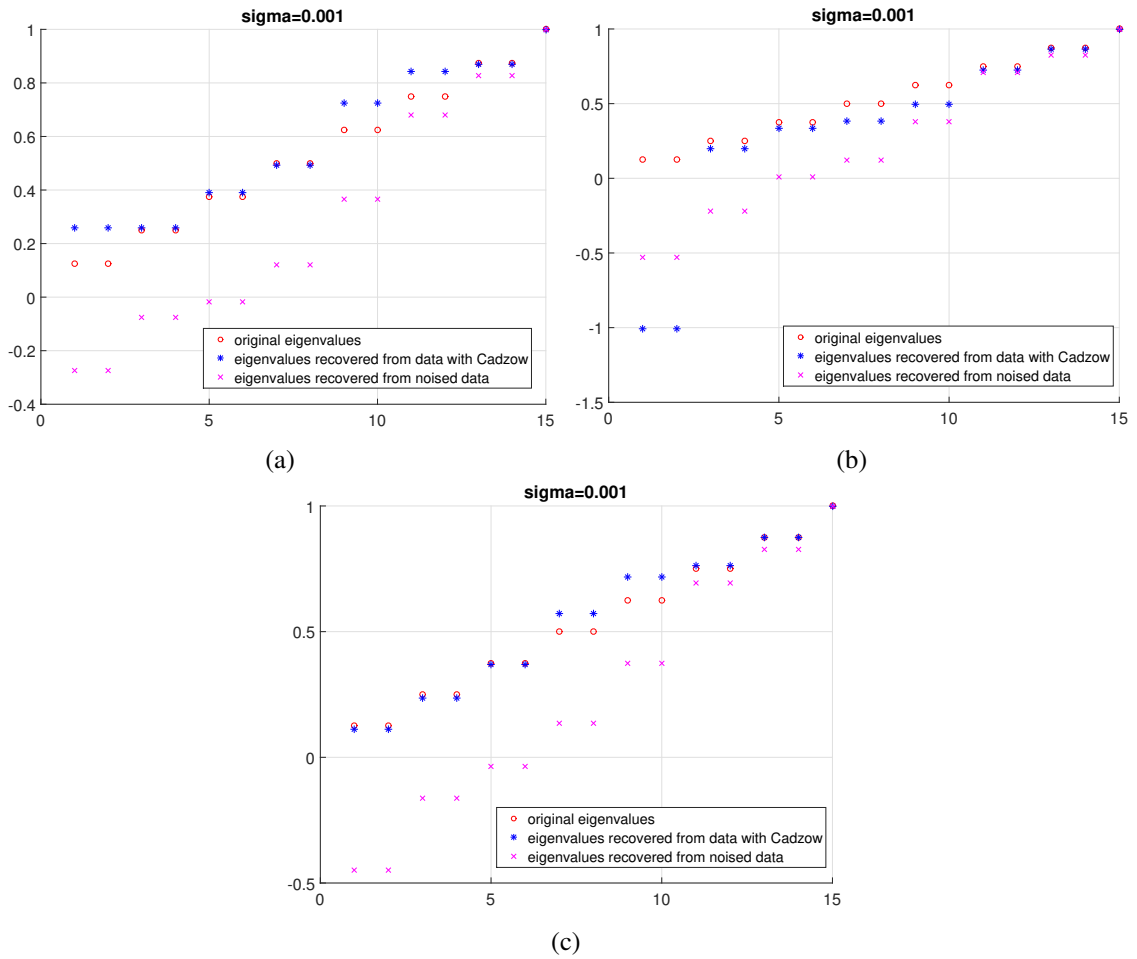 sigma=0.001
1
0.8
0.6
0.4
0.2
0
-0.2
-0.4
0 5 10 15
original eigenvalues
eigenvalues recovered from data with Cadzow
eigenvalues recovered from noised data
(a)
sigma=0.001
1
0.5
0
-0.5
-1
-1.5
0 5 10 15
original eigenvalues
eigenvalues recovered from data with Cadzow
eigenvalues recovered from noised data
(b)
sigma=0.001
1
0.5
0
-0.5
0 5 10 15
original eigenvalues
eigenvalues recovered from data with Cadzow
eigenvalues recovered from noised data
(c)